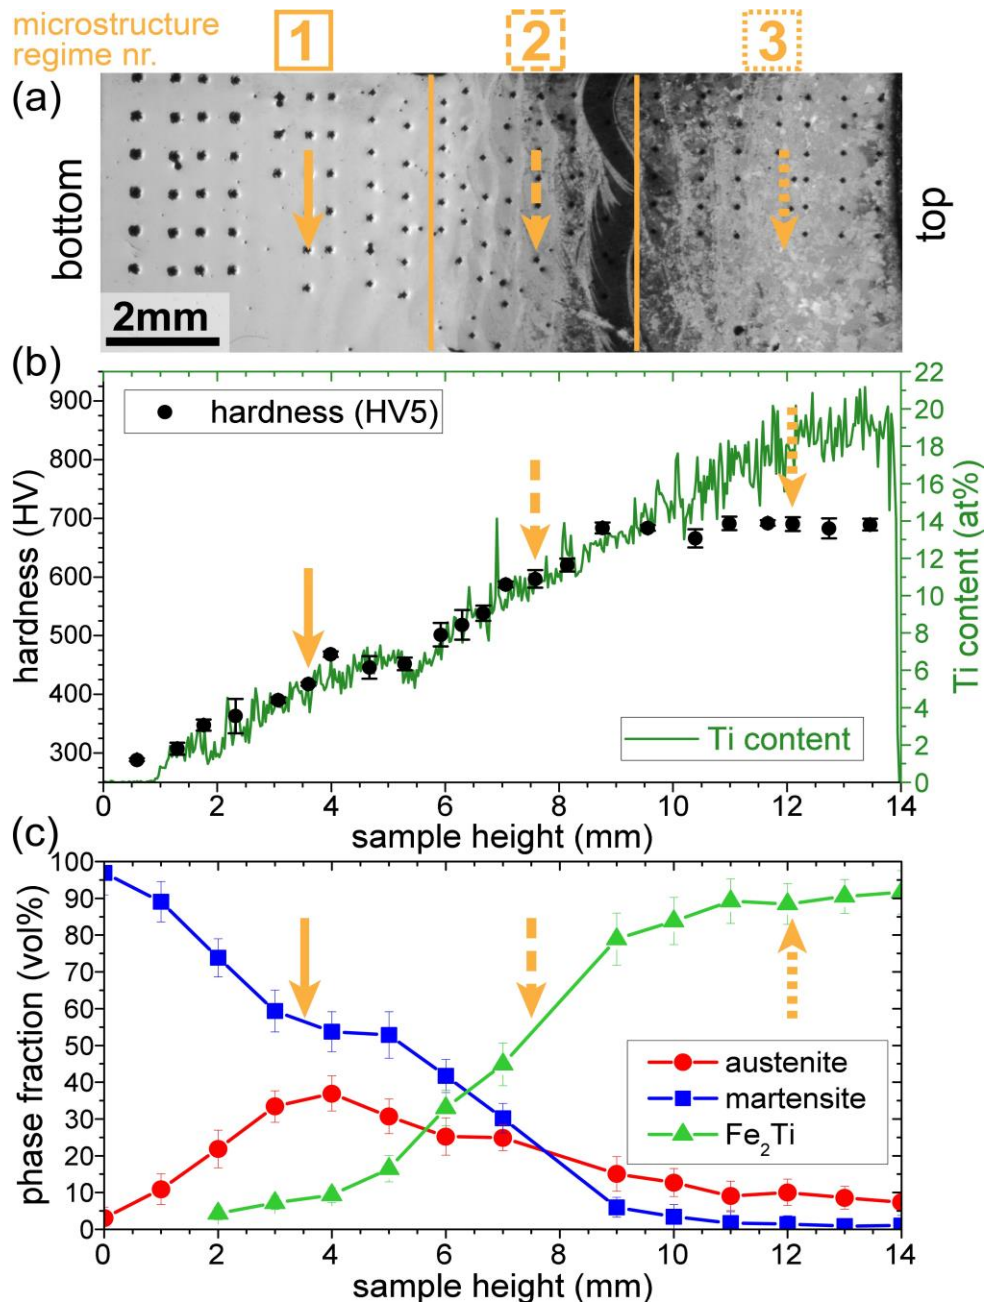 microstructure
regime nr.
1
2
3
(a)
bottom
top
2mm
(b)
900
800
700
600
500
400
300
hardness (HV)
hardness (HV5)
Ti content
22
20
18
16
14
12
10
8
6
4
2
0
Ti content (at%)
0 2 4 6 8 10 12 14
sample height (mm)
(c)
100
90
80
70
60
50
40
30
20
10
0
phase fraction (vol%)
austenite
martensite
Fe₂Ti
0 2 4 6 8 10 12 14
sample height (mm)